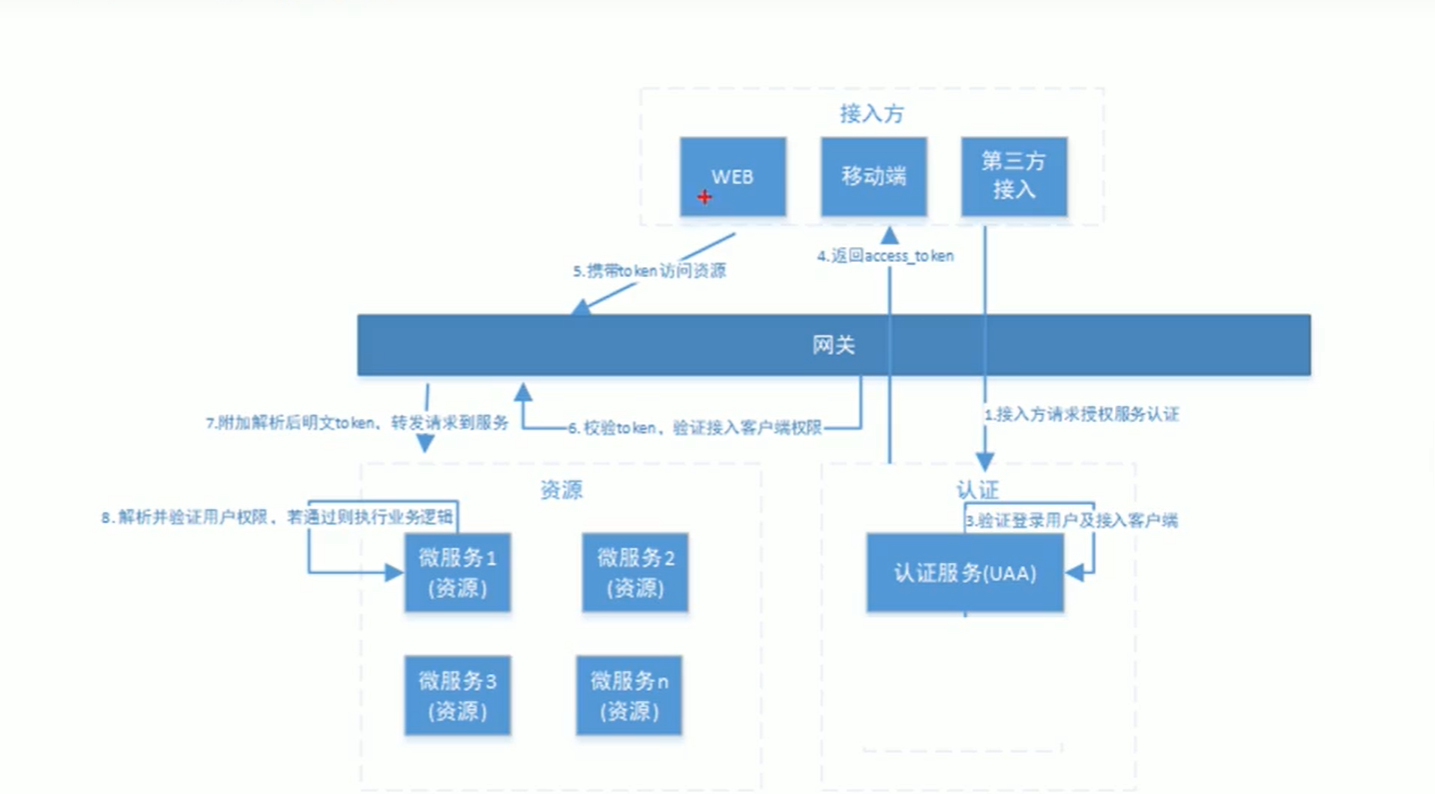 接入方
WEB
移动端
第三方
接入
5.携带token访问资源
4.返回access_token
网关
7.附加解析后明文token，转发请求到服务
6.校验token，验证接入客户端权限
1.接入方请求授权服务认证
资源
认证
8.解析并验证用户权限，若通过则执行业务逻辑
3.验证登录用户及接入客户端
微服务1
(资源)
微服务2
(资源)
认证服务(UAA)
微服务3
(资源)
微服务n
(资源)